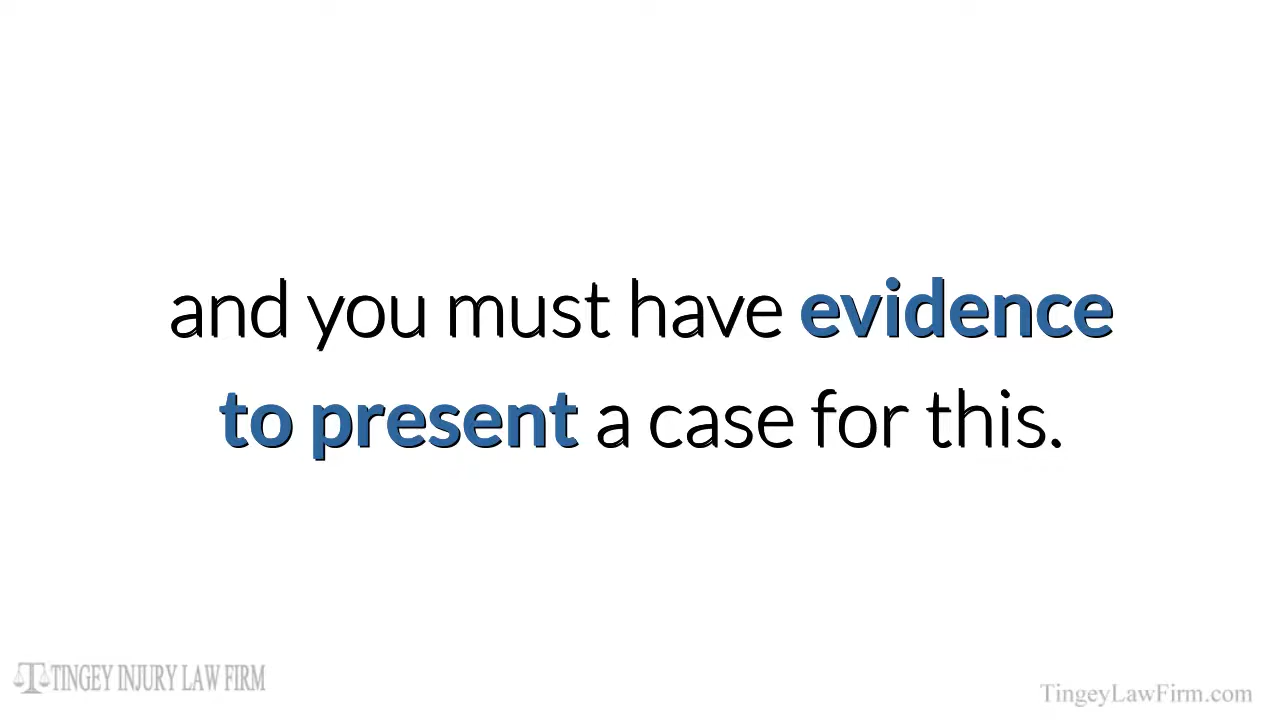 and you must have evidence
to present a case for this.
TINGEY INJURY LAW FIRM
TingeyLawFirm.com